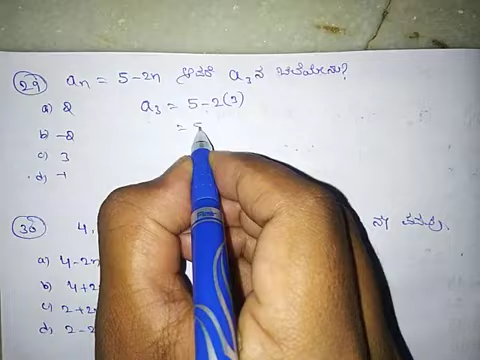 29) aₙ = 5-2n ಆದರೆ a₃ ನ ಬೆಲೆಯೇನು?
a) 2
a₃ = 5-2(3)
b) -2
= 5
c) 3
d) -1
30) 4,
a) 4-2n
b) 4+2
c) 2+2n
d) 2-2